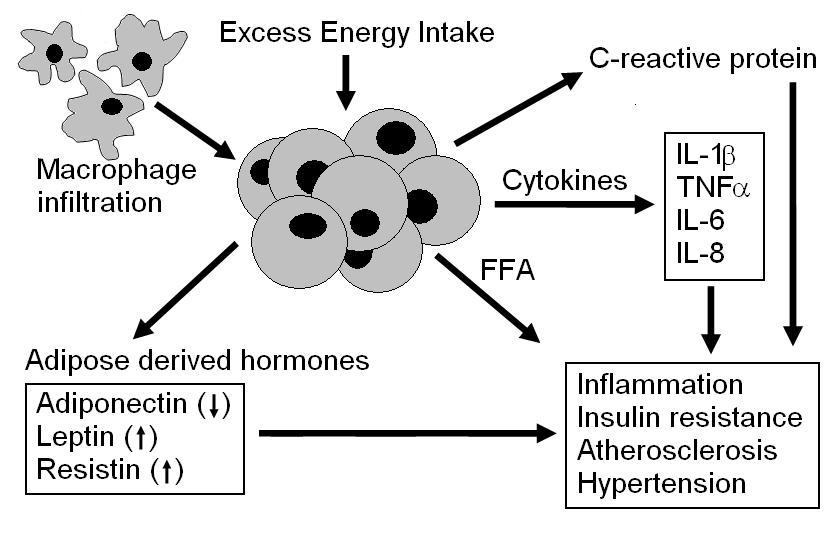 Excess Energy Intake
C-reactive protein
Macrophage
infiltration
Cytokines
IL-1β
TNFα
IL-6
IL-8
FFA
Adipose derived hormones
Adiponectin (↓)
Leptin (↑)
Resistin (↑)
Inflammation
Insulin resistance
Atherosclerosis
Hypertension